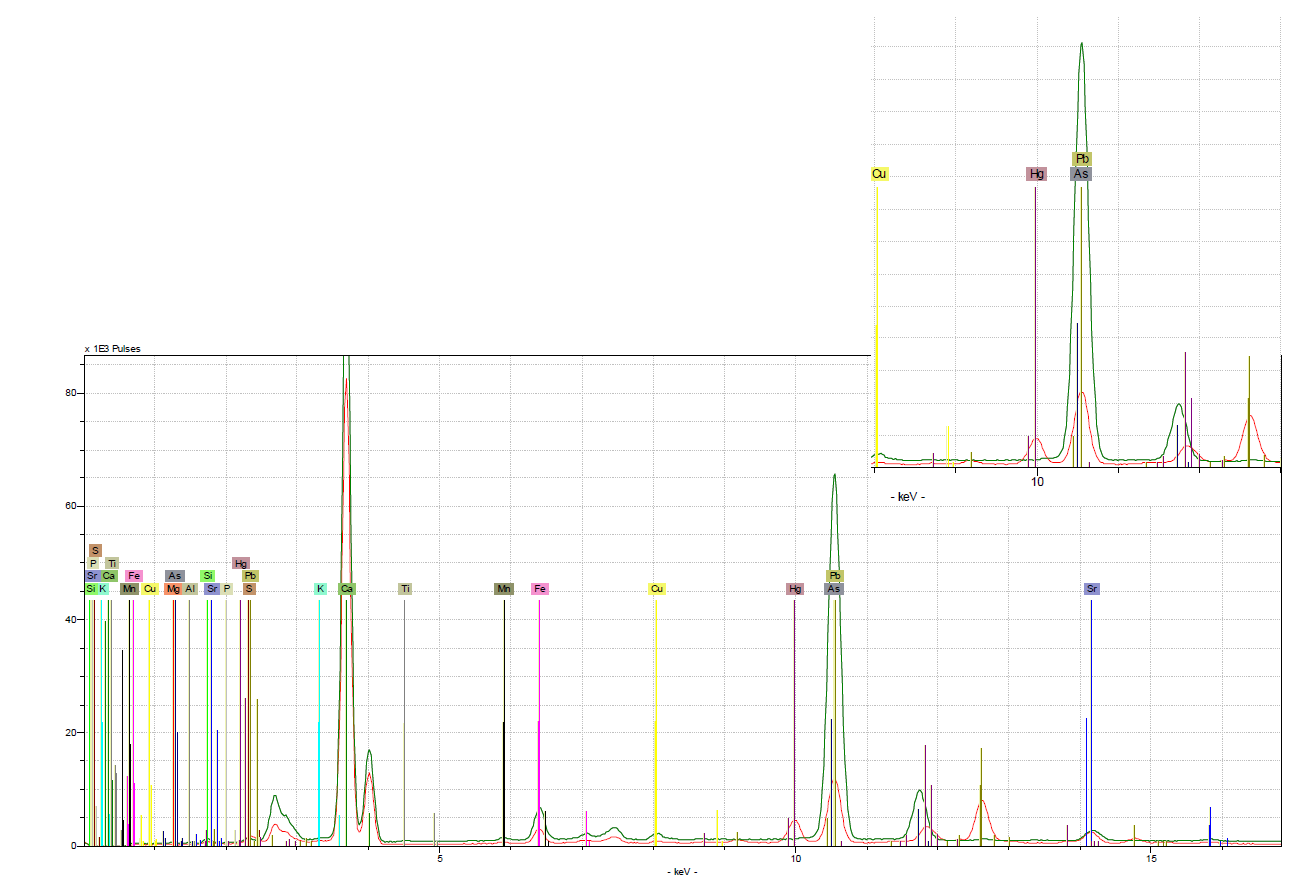 Pb
Cu Hg As
10
- keV -
x 1E3 Pulses
80
60
S
P Ti Hg
Sr Ca Fe As Si Pb Pb
Si K Mn Cu Mg Al Sr P S K Ca Ti Mn Fe Cu Hg As Sr
40
20
0
5 10 15
- keV -